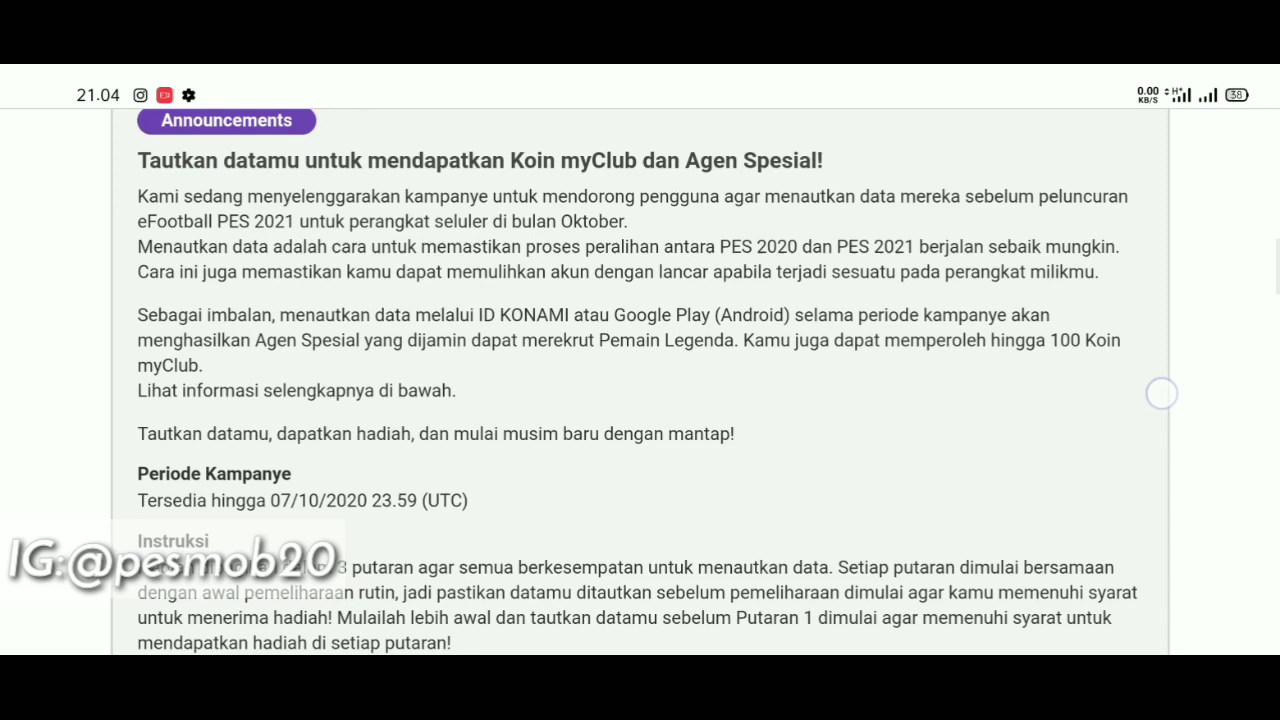 21.04
0.00 KB/S H+ 38
Announcements
Tautkan datamu untuk mendapatkan Koin myClub dan Agen Spesial!
Kami sedang menyelenggarakan kampanye untuk mendorong pengguna agar menautkan data mereka sebelum peluncuran
eFootball PES 2021 untuk perangkat seluler di bulan Oktober.
Menautkan data adalah cara untuk memastikan proses peralihan antara PES 2020 dan PES 2021 berjalan sebaik mungkin.
Cara ini juga memastikan kamu dapat memulihkan akun dengan lancar apabila terjadi sesuatu pada perangkat milikmu.
Sebagai imbalan, menautkan data melalui ID KONAMI atau Google Play (Android) selama periode kampanye akan
menghasilkan Agen Spesial yang dijamin dapat merekrut Pemain Legenda. Kamu juga dapat memperoleh hingga 100 Koin
myClub.
Lihat informasi selengkapnya di bawah.
Tautkan datamu, dapatkan hadiah, dan mulai musim baru dengan mantap!
Periode Kampanye
Tersedia hingga 07/10/2020 23.59 (UTC)
Instruksi
IG:@pesmob20
3 putaran agar semua berkesempatan untuk menautkan data. Setiap putaran dimulai bersamaan
dengan awal pemeliharaan rutin, jadi pastikan datamu ditautkan sebelum pemeliharaan dimulai agar kamu memenuhi syarat
untuk menerima hadiah! Mulailah lebih awal dan tautkan datamu sebelum Putaran 1 dimulai agar memenuhi syarat untuk
mendapatkan hadiah di setiap putaran!